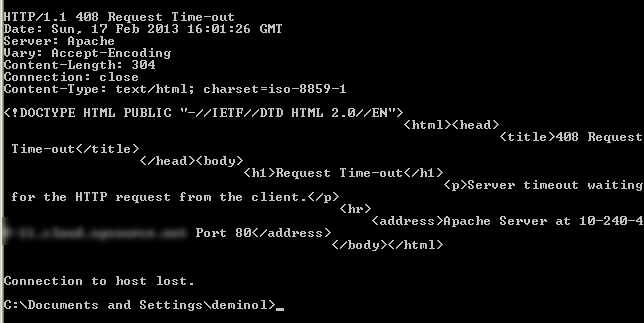 HTTP/1.1 408 Request Time-out
Date: Sun, 17 Feb 2013 16:01:26 GMT
Server: Apache
Vary: Accept-Encoding
Content-Length: 304
Connection: close
Content-Type: text/html; charset=iso-8859-1
<!DOCTYPE HTML PUBLIC "-//IETF//DTD HTML 2.0//EN">
<html><head>
<title>408 Request
Time-out</title>
</head><body>
<h1>Request Time-out</h1>
<p>Server timeout waiting
for the HTTP request from the client.</p>
<hr>
<address>Apache Server at 10-240-4
Port 80</address>
</body></html>
Connection to host lost.
C:\Documents and Settings\deminol>_